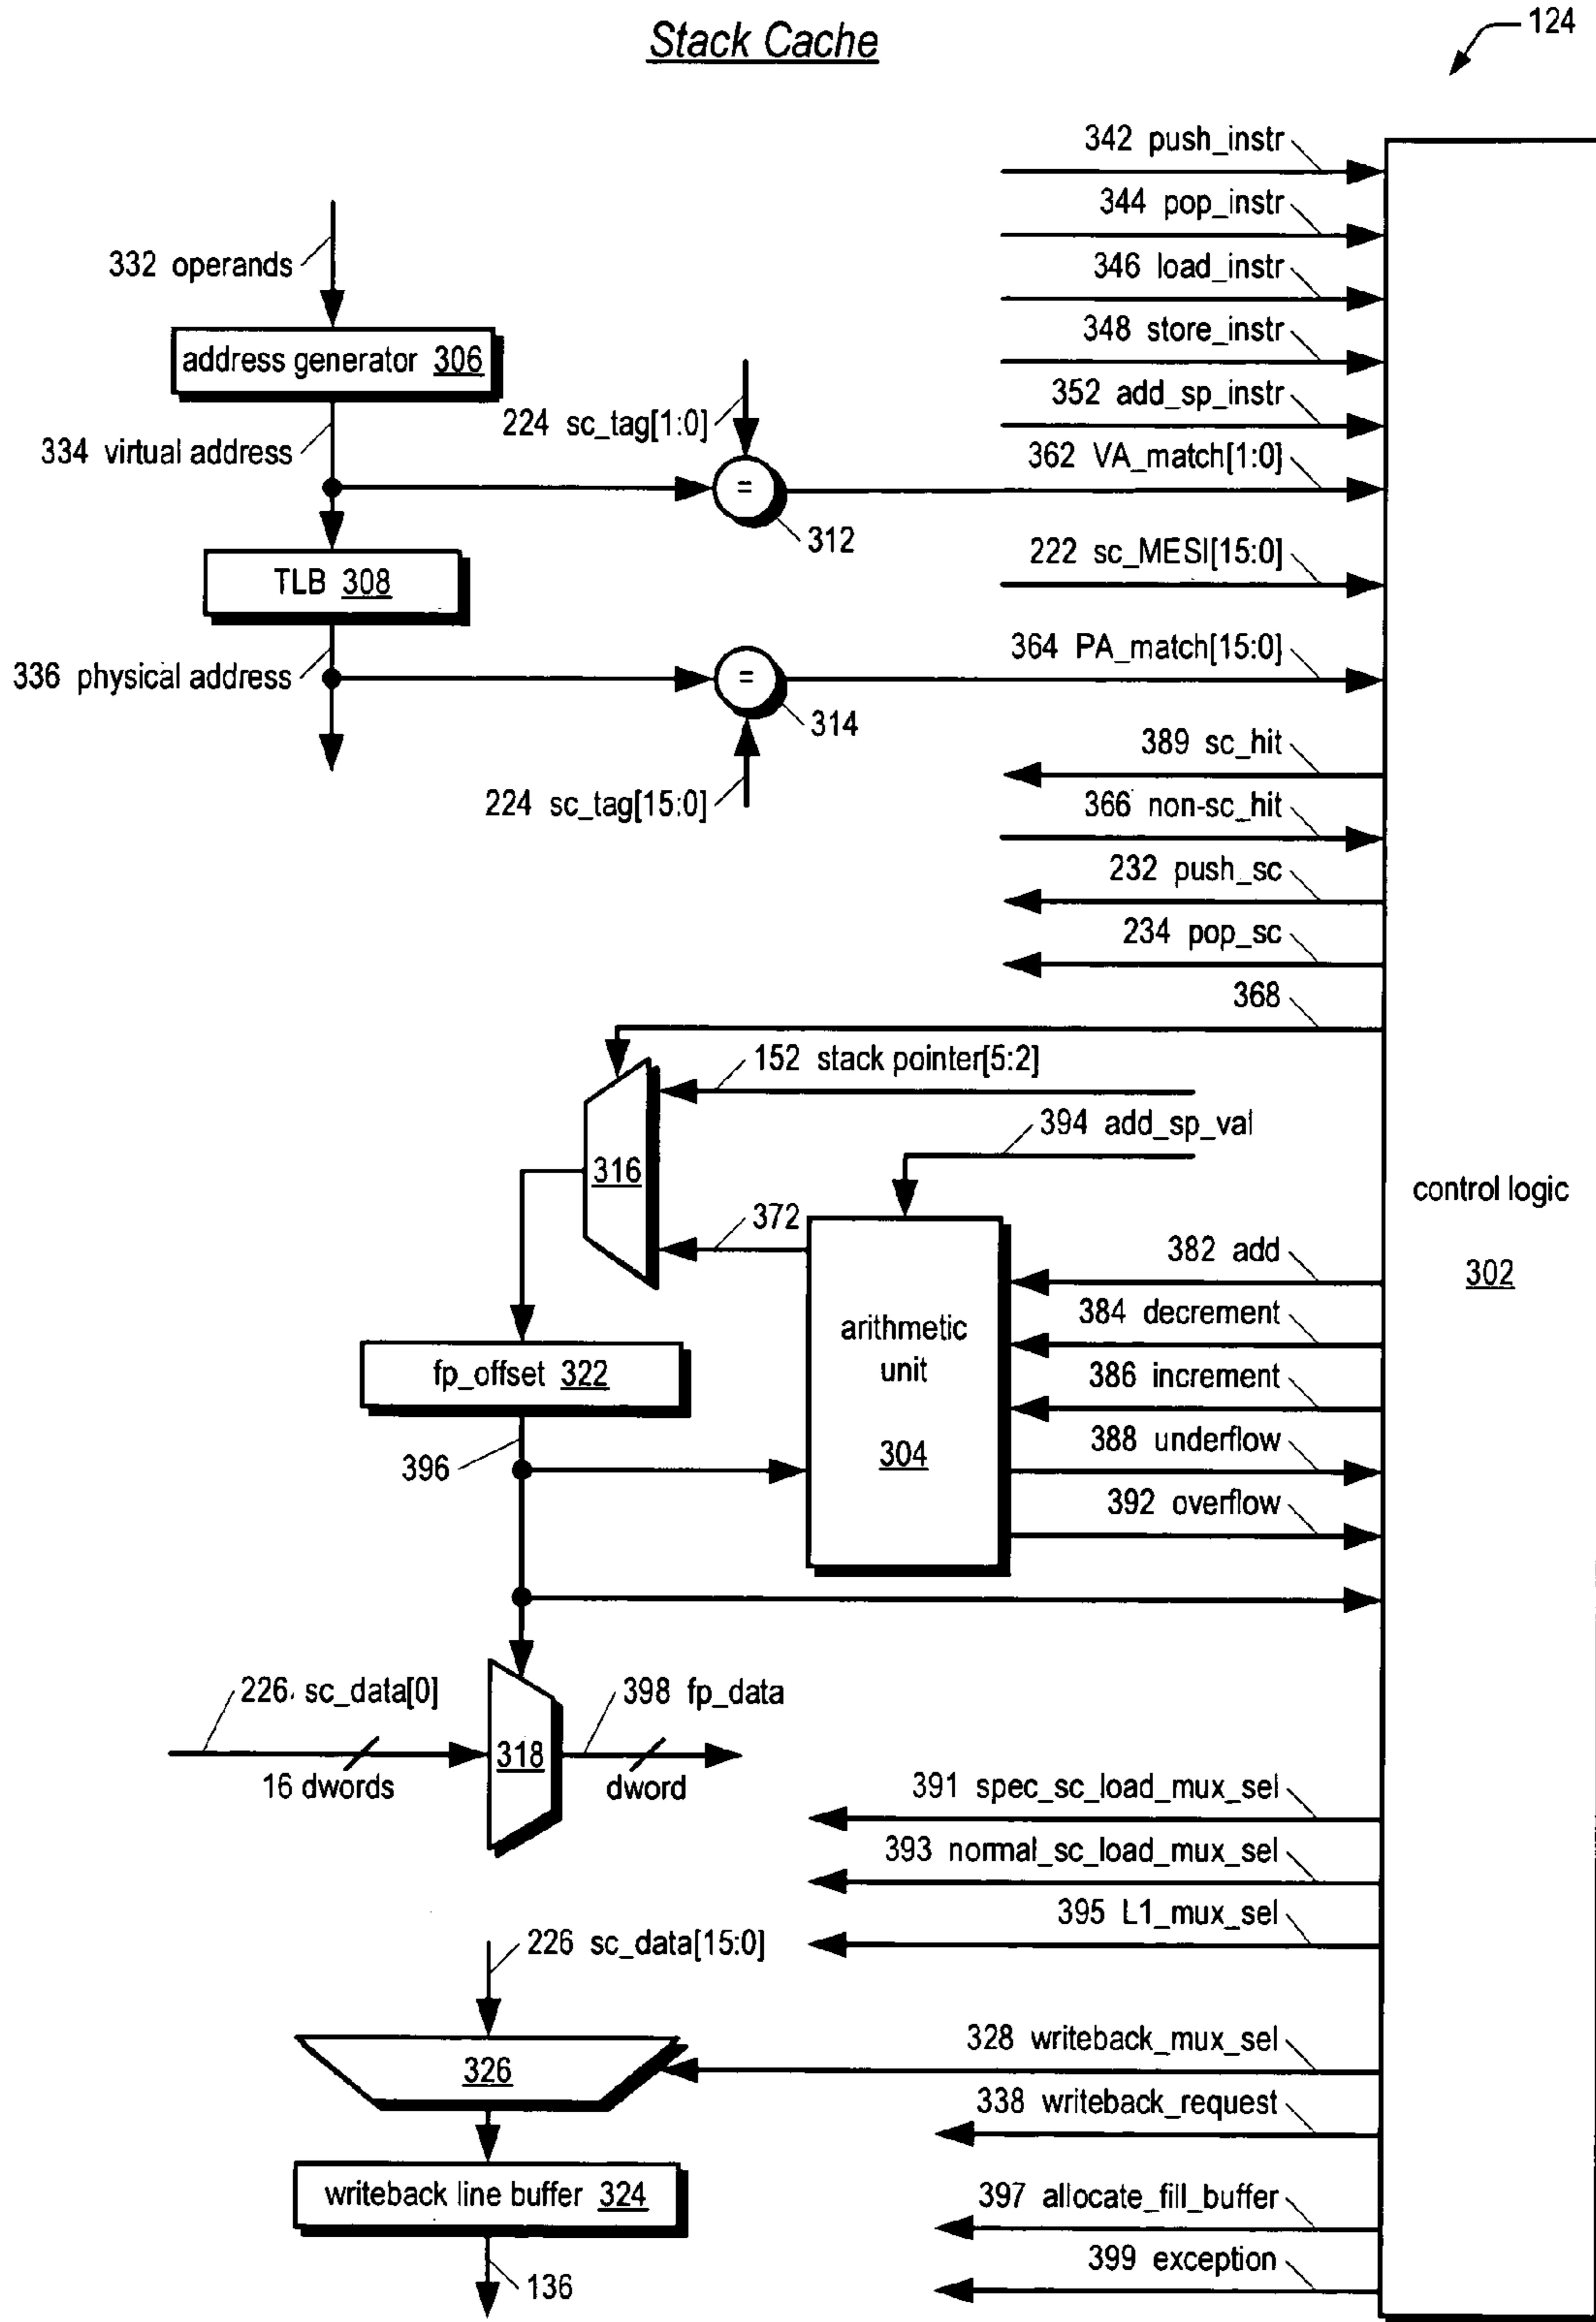 Stack Cache
124
342 push_instr
344 pop_instr
332 operands
346 load_instr
348 store_instr
address generator 306
352 add_sp_instr
224 sc_tag[1:0]
334 virtual address
362 VA_match[1:0]
=
312
222 sc_MESI[15:0]
TLB 308
364 PA_match[15:0]
336 physical address
=
314
389 sc_hit
224 sc_tag[15:0]
366 non-sc_hit
232 push_sc
234 pop_sc
368
152 stack pointer[5:2]
394 add_sp_val
316
control logic
302
372
382 add
arithmetic
unit
304
384 decrement
fp_offset 322
386 increment
388 underflow
396
392 overflow
226 sc_data[0]
398 fp_data
318
16 dwords
dword
391 spec_sc_load_mux_sel
393 normal_sc_load_mux_sel
395 L1_mux_sel
226 sc_data[15:0]
328 writeback_mux_sel
326
338 writeback_request
writeback line buffer 324
397 allocate_fill_buffer
399 exception
136